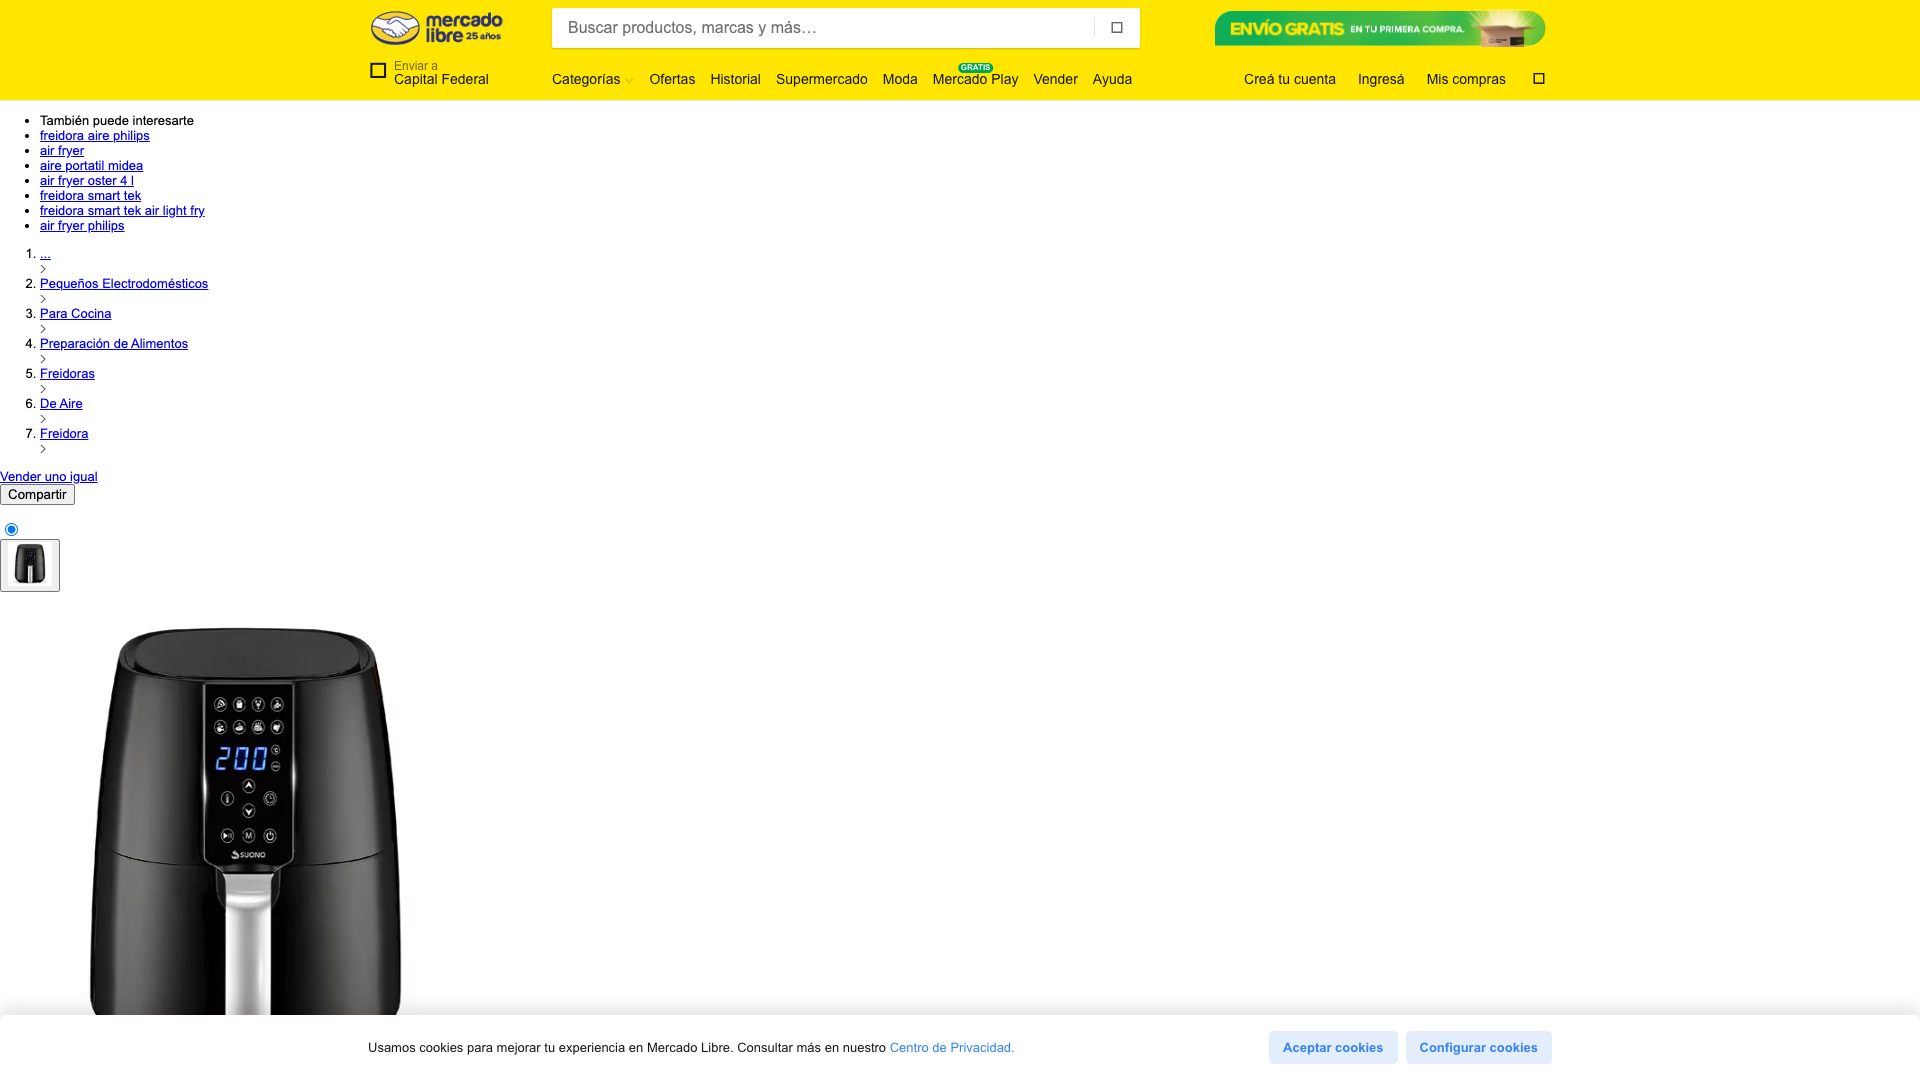 mercado
libre 25 años
Buscar productos, marcas y más...
ENVÍO GRATIS EN TU PRIMERA COMPRA.
Enviar a
Capital Federal
Categorías
Ofertas
Historial
Supermercado
Moda
GRATIS
Mercado Play
Vender
Ayuda
Creá tu cuenta
Ingresá
Mis compras
También puede interesarte
freidora aire philips
air fryer
aire portatil midea
air fryer oster 4 l
freidora smart tek
freidora smart tek air light fry
air fryer philips
1. ...
2. Pequeños Electrodomésticos
3. Para Cocina
4. Preparación de Alimentos
5. Freidoras
6. De Aire
7. Freidora
Vender uno igual
Compartir
200
°C
M
SUONO
Usamos cookies para mejorar tu experiencia en Mercado Libre. Consultar más en nuestro Centro de Privacidad.
Aceptar cookies
Configurar cookies